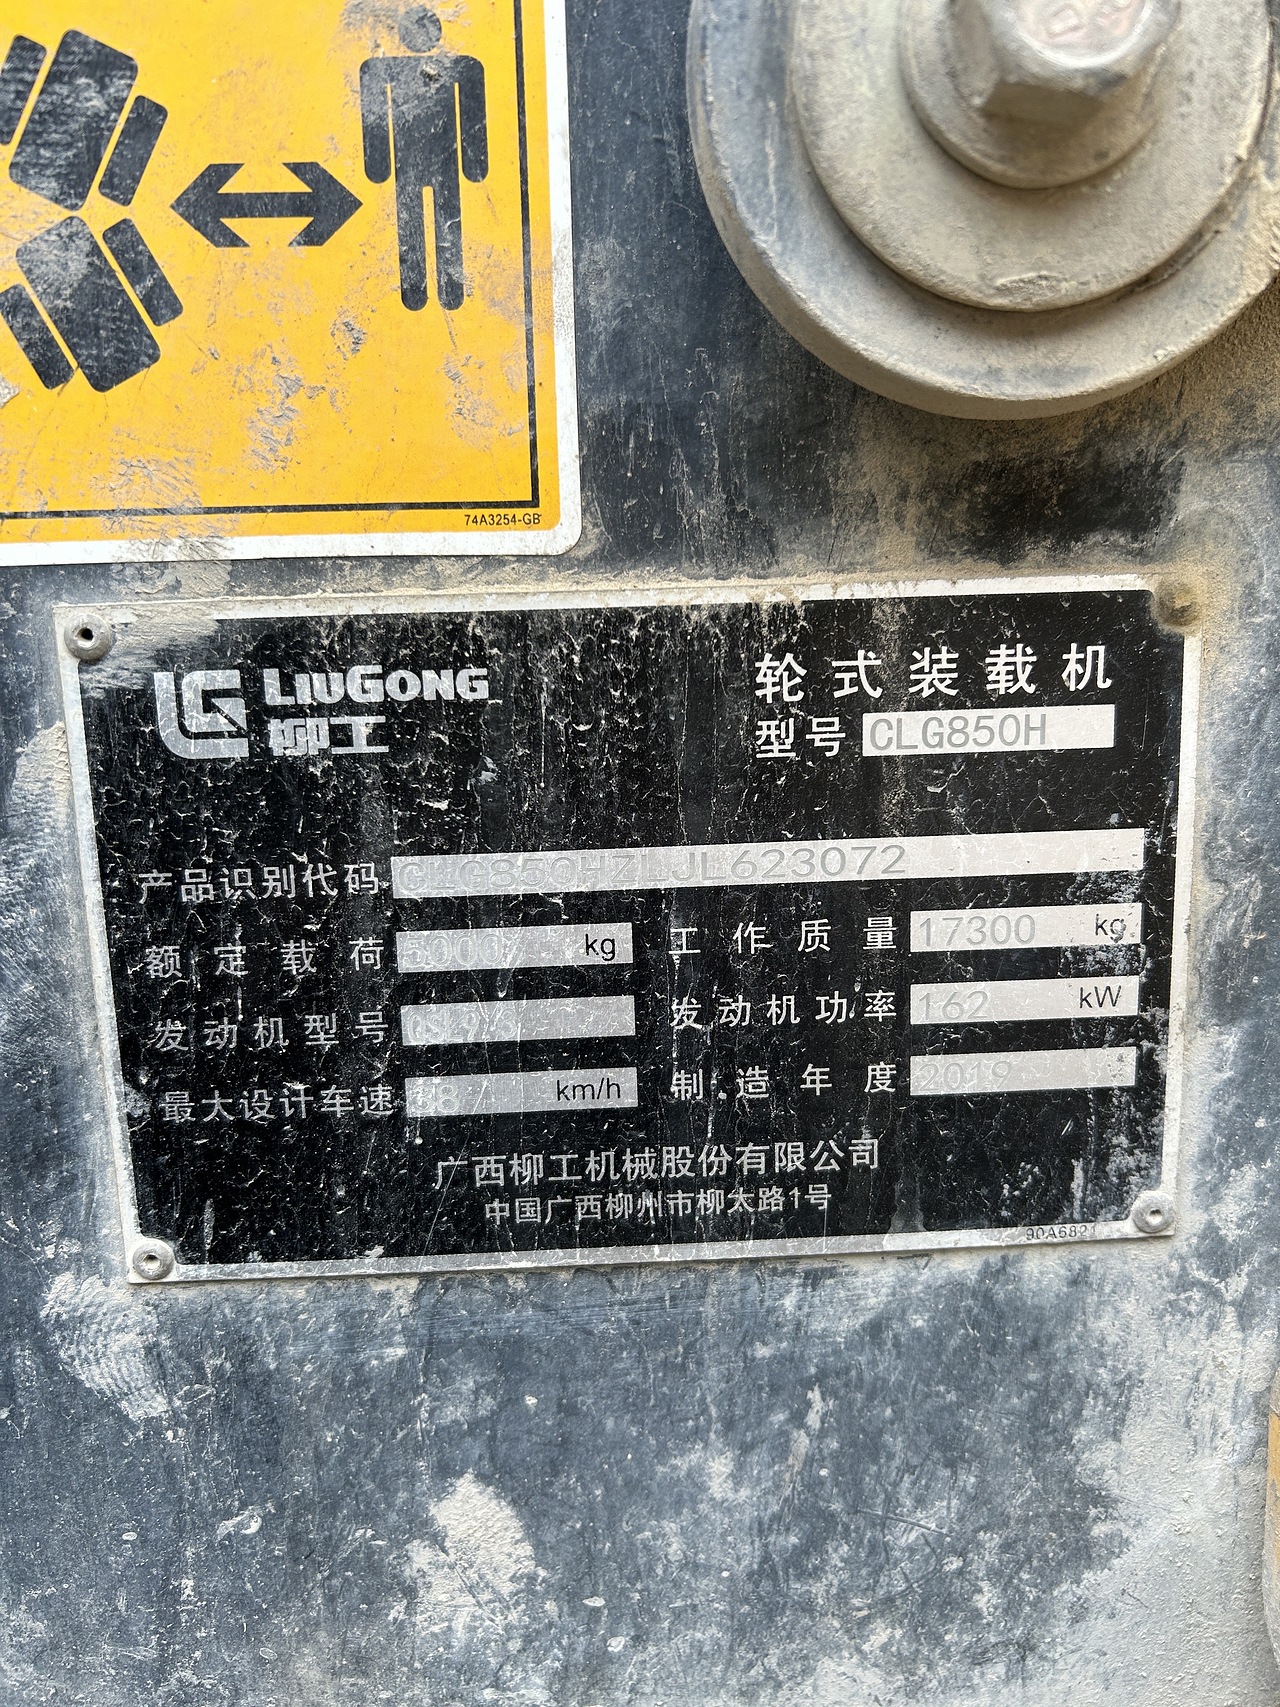 74A3254-GB
LIUGONG
柳工
轮式装载机
型号 CLG850H
产品识别代码 CLG850HZLJL623072
额定载荷 5000 kg 工作质量 17300 kg
发动机型号 发动机功率 162 kW
最大设计车速 38 km/h 制造年度 2019
广西柳工机械股份有限公司
中国广西柳州市柳太路1号